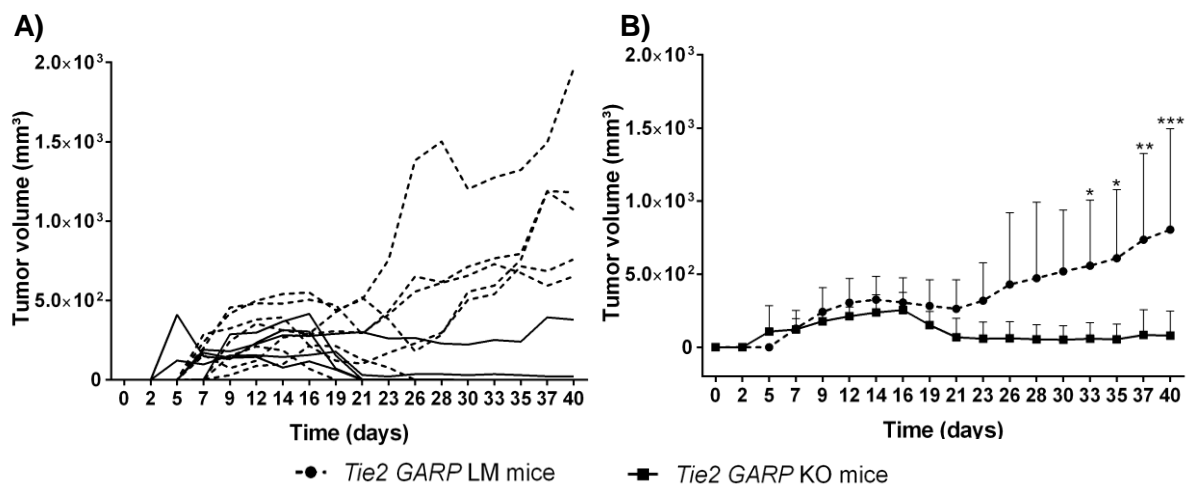 A)
Tumor volume (mm³)
2.0×10³
1.5×10³
1.0×10³
5.0×10²
0
0 2 5 7 9 12 14 16 19 21 23 26 28 30 33 35 37 40
Time (days)
B)
Tumor volume (mm³)
2.0×10³
1.5×10³
1.0×10³
5.0×10²
0
* * ** ***
0 2 5 7 9 12 14 16 19 21 23 26 28 30 33 35 37 40
Time (days)
Tie2 GARP LM mice
Tie2 GARP KO mice